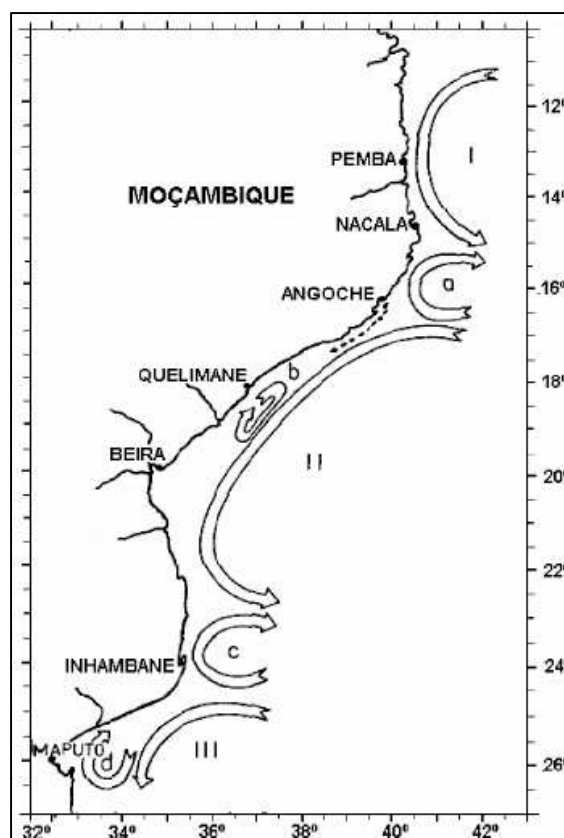 12º
I
PEMBA
MOÇAMBIQUE
14º
NACALA
a
ANGOCHE
16º
b
QUELIMANE
18º
BEIRA
II
20º
22º
c
INHAMBANE
24º
III
MAPUTO
d
26º
32º 34º 36º 38º 40º 42º